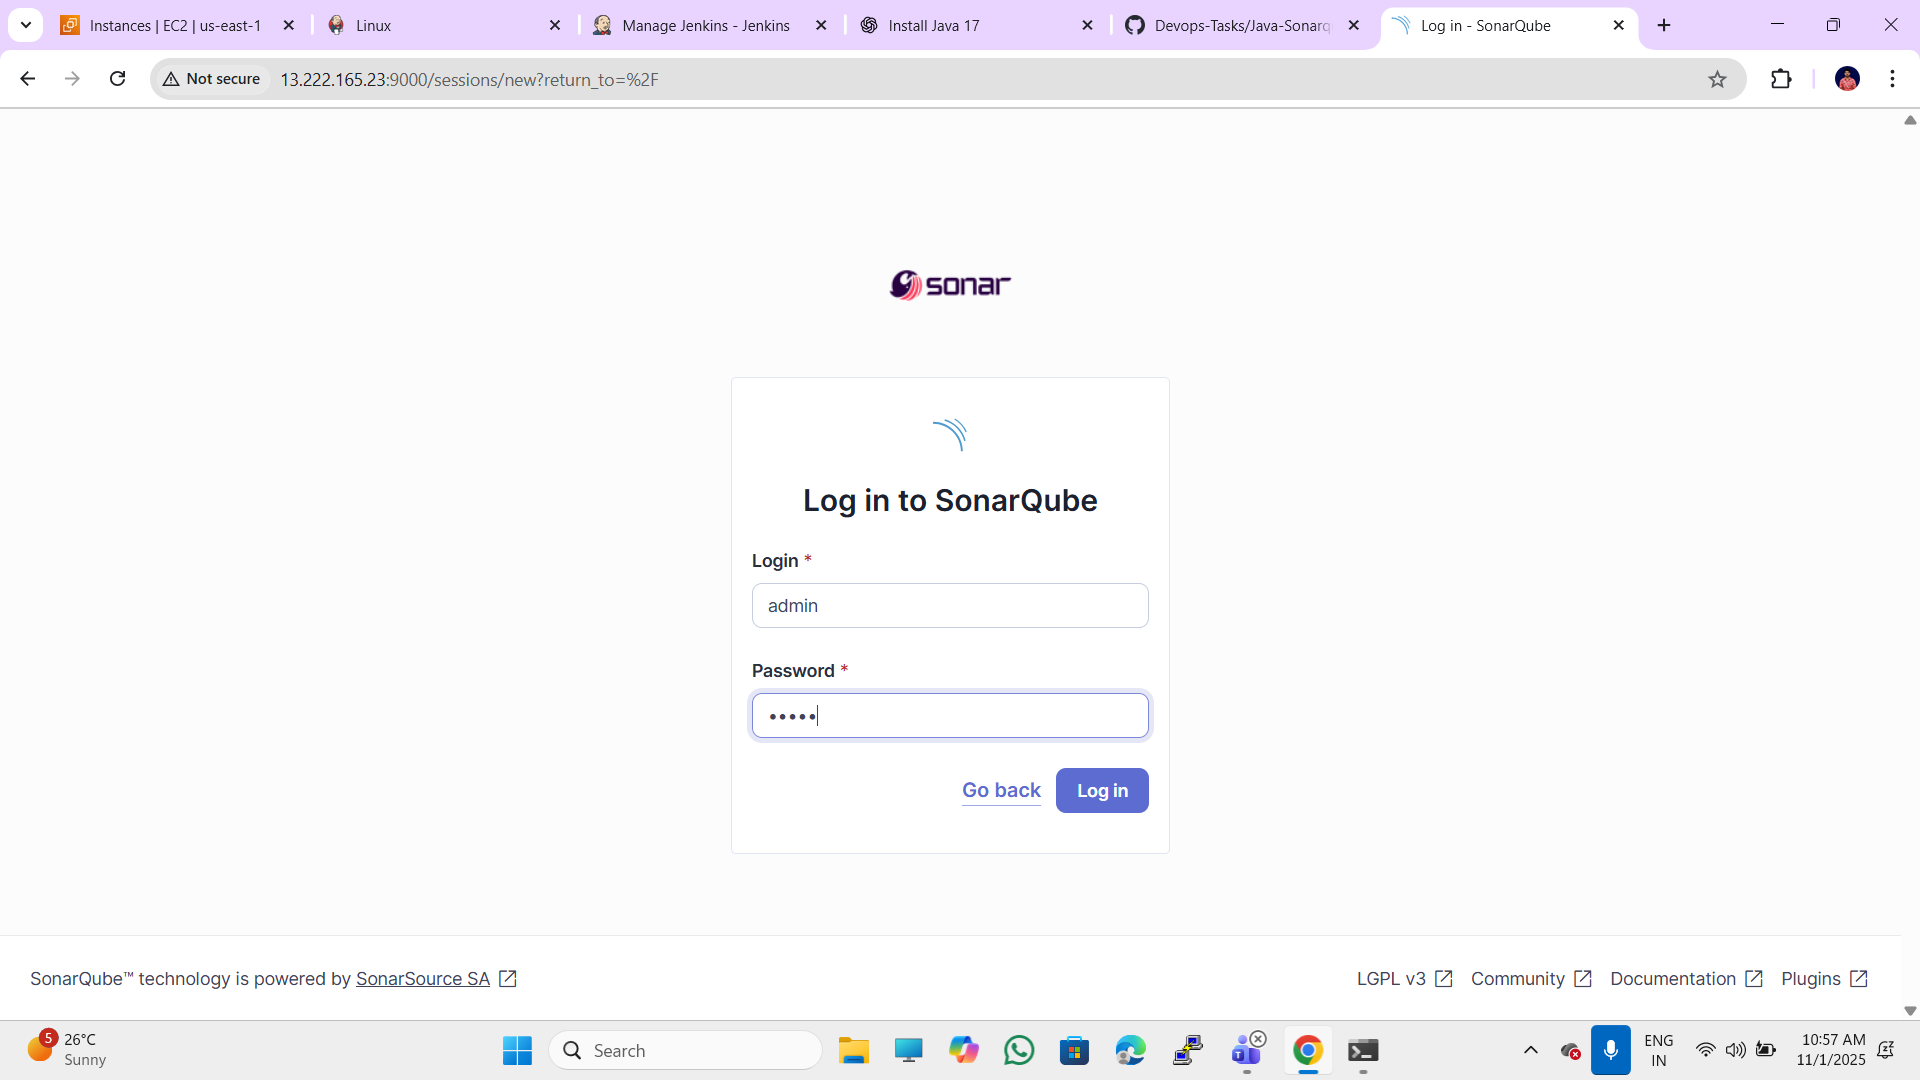 Instances | EC2 | us-east-1
Linux
Manage Jenkins - Jenkins
Install Java 17
Devops-Tasks/Java-Sonarq
Log in - SonarQube
Not secure
13.222.165.23:9000/sessions/new?return_to=%2F
sonar
Log in to SonarQube
Login *
admin
Password *
•••••
Go back
Log in
SonarQube™ technology is powered by SonarSource SA
LGPL v3
Community
Documentation
Plugins
5
26°C
Sunny
Search
T
ENG
IN
10:57 AM
11/1/2025